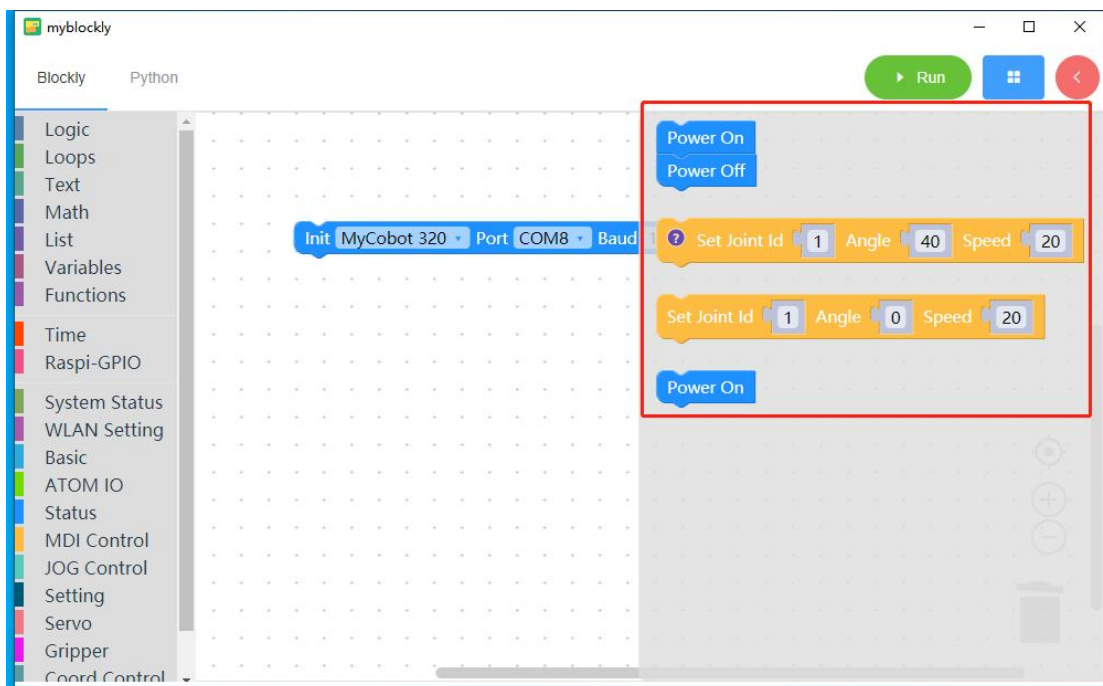 myblockly
Blockly Python
Run
Logic
Loops
Text
Math
List
Variables
Functions
Time
Raspi-GPIO
System Status
WLAN Setting
Basic
ATOM IO
Status
MDI Control
JOG Control
Setting
Servo
Gripper
Coord Control
Init MyCobot 320 Port COM8 Baud 1
Power On
Power Off
? Set Joint Id 1 Angle 40 Speed 20
Set Joint Id 1 Angle 0 Speed 20
Power On